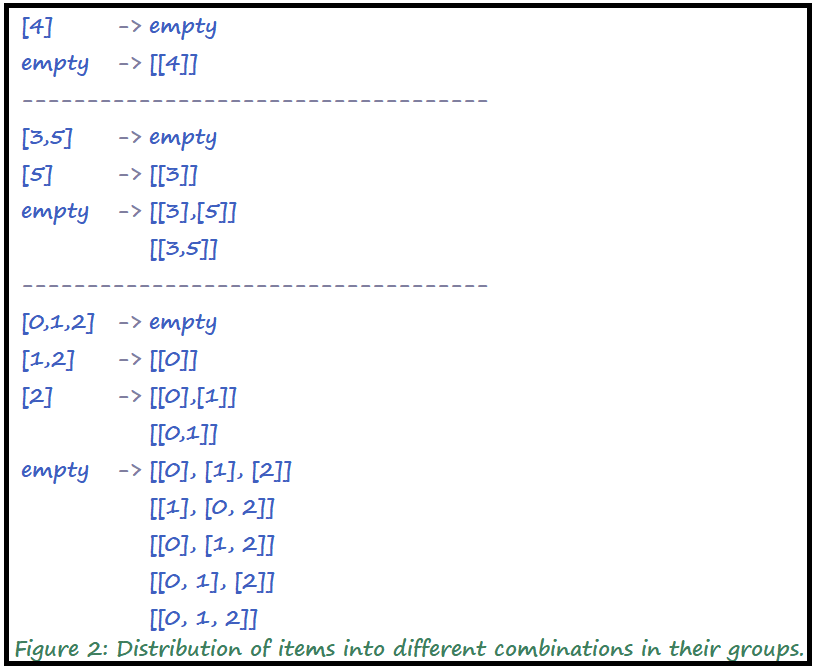 [4] -> empty
empty -> [[4]]
------------------------------------
[3,5] -> empty
[5] -> [[3]]
empty -> [[3],[5]]
[[3,5]]
------------------------------------
[0,1,2] -> empty
[1,2] -> [[0]]
[2] -> [[0],[1]]
[[0,1]]
empty -> [[0], [1], [2]]
[[1], [0, 2]]
[[0], [1, 2]]
[[0, 1], [2]]
[[0, 1, 2]]
Figure 2: Distribution of items into different combinations in their groups.